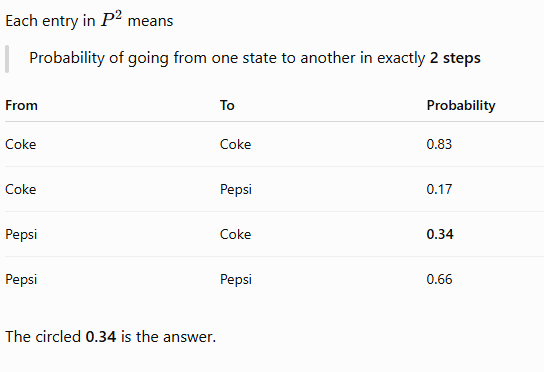 Each entry in P² means
Probability of going from one state to another in exactly 2 steps
From To Probability
Coke Coke 0.83
Coke Pepsi 0.17
Pepsi Coke 0.34
Pepsi Pepsi 0.66
The circled 0.34 is the answer.